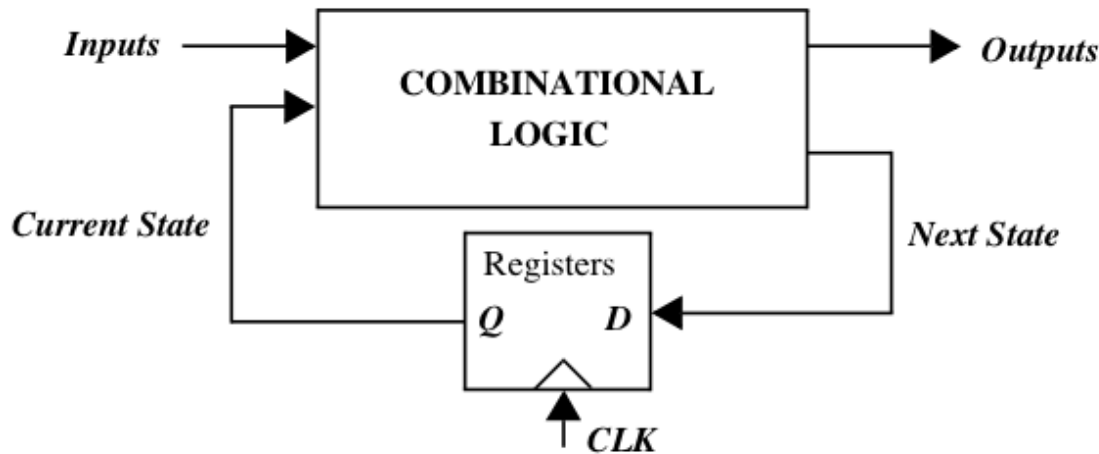 Inputs
COMBINATIONAL
LOGIC
Outputs
Current State
Next State
Registers
Q D
CLK